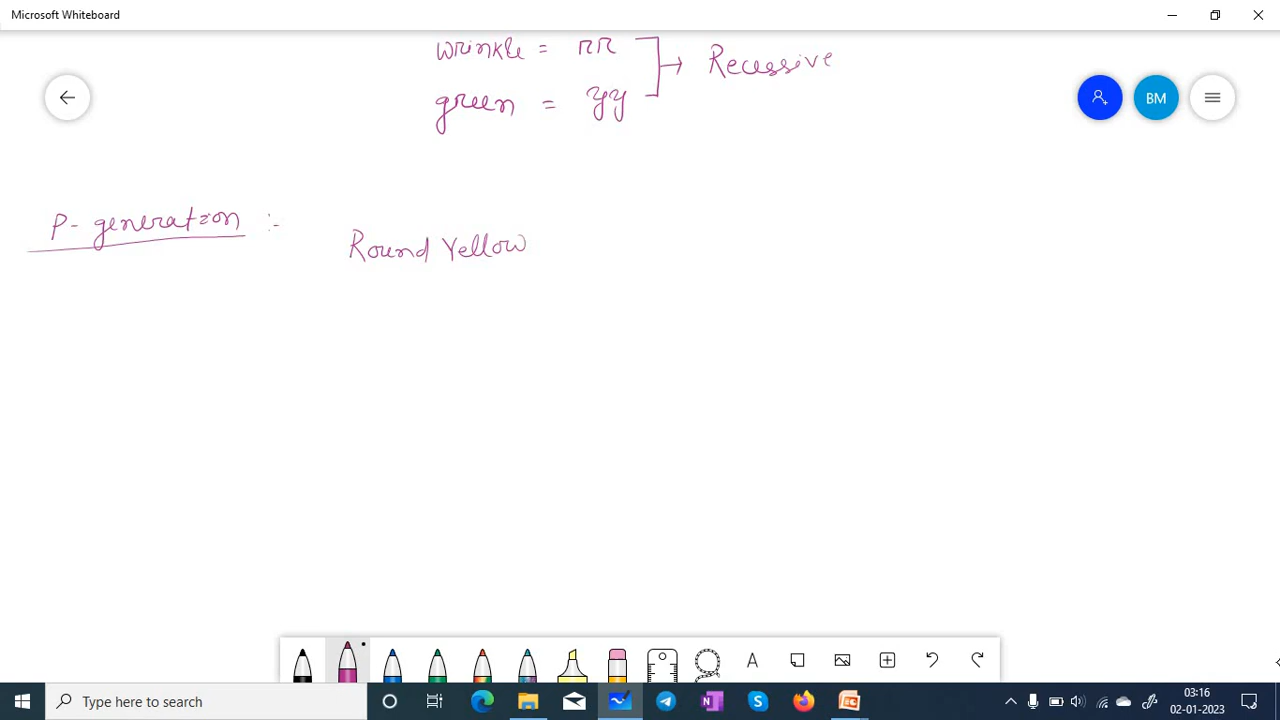 Microsoft Whiteboard
wrinkle = rr
Recessive
green = yy
BM
P- generation :-
Round Yellow
A
Type here to search
03:16
02-01-2023